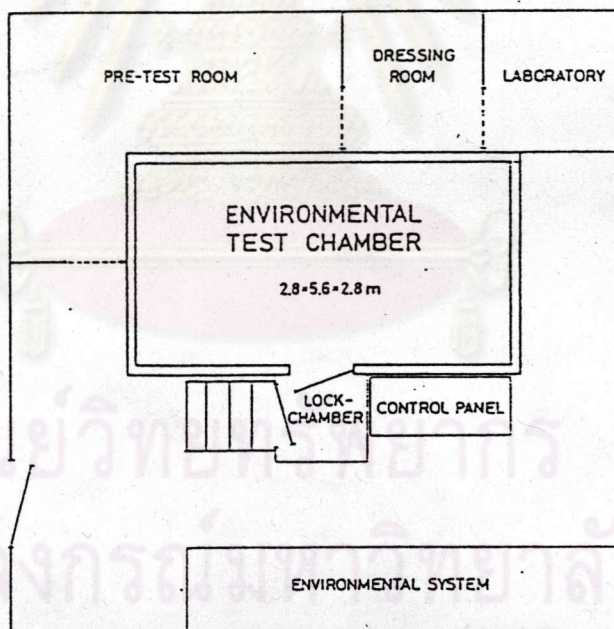 PRE-TEST ROOM
DRESSING
ROOM
LABCRATORY
ENVIRONMENTAL
TEST CHAMBER
2.8×5.6×2.8 m
LOCK-
CHAMBER
CONTROL PANEL
ENVIRONMENTAL SYSTEM